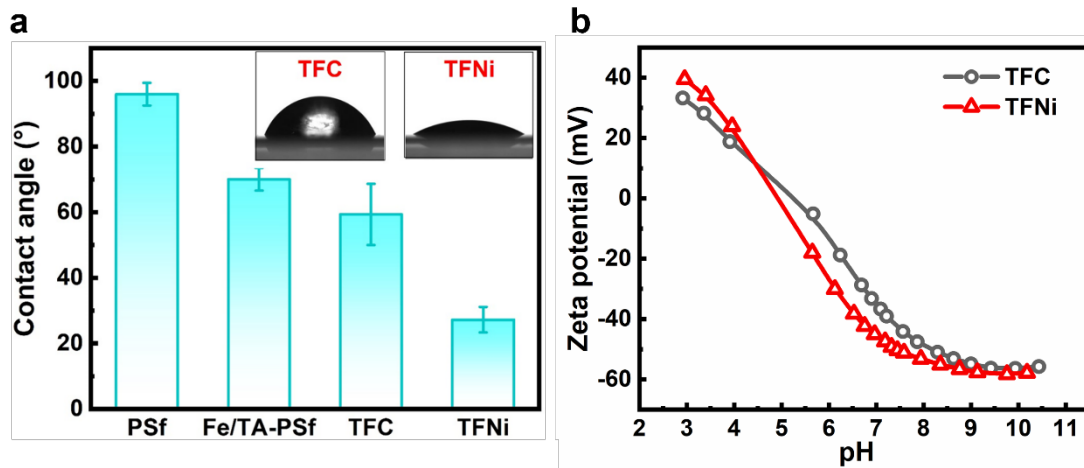 a
Contact angle (°)
100
80
60
40
20
0
TFC
TFNi
PSf
Fe/TA-PSf
TFC
TFNi
b
Zeta potential (mV)
40
20
0
-20
-40
-60
TFC
TFNi
2 3 4 5 6 7 8 9 10 11
pH